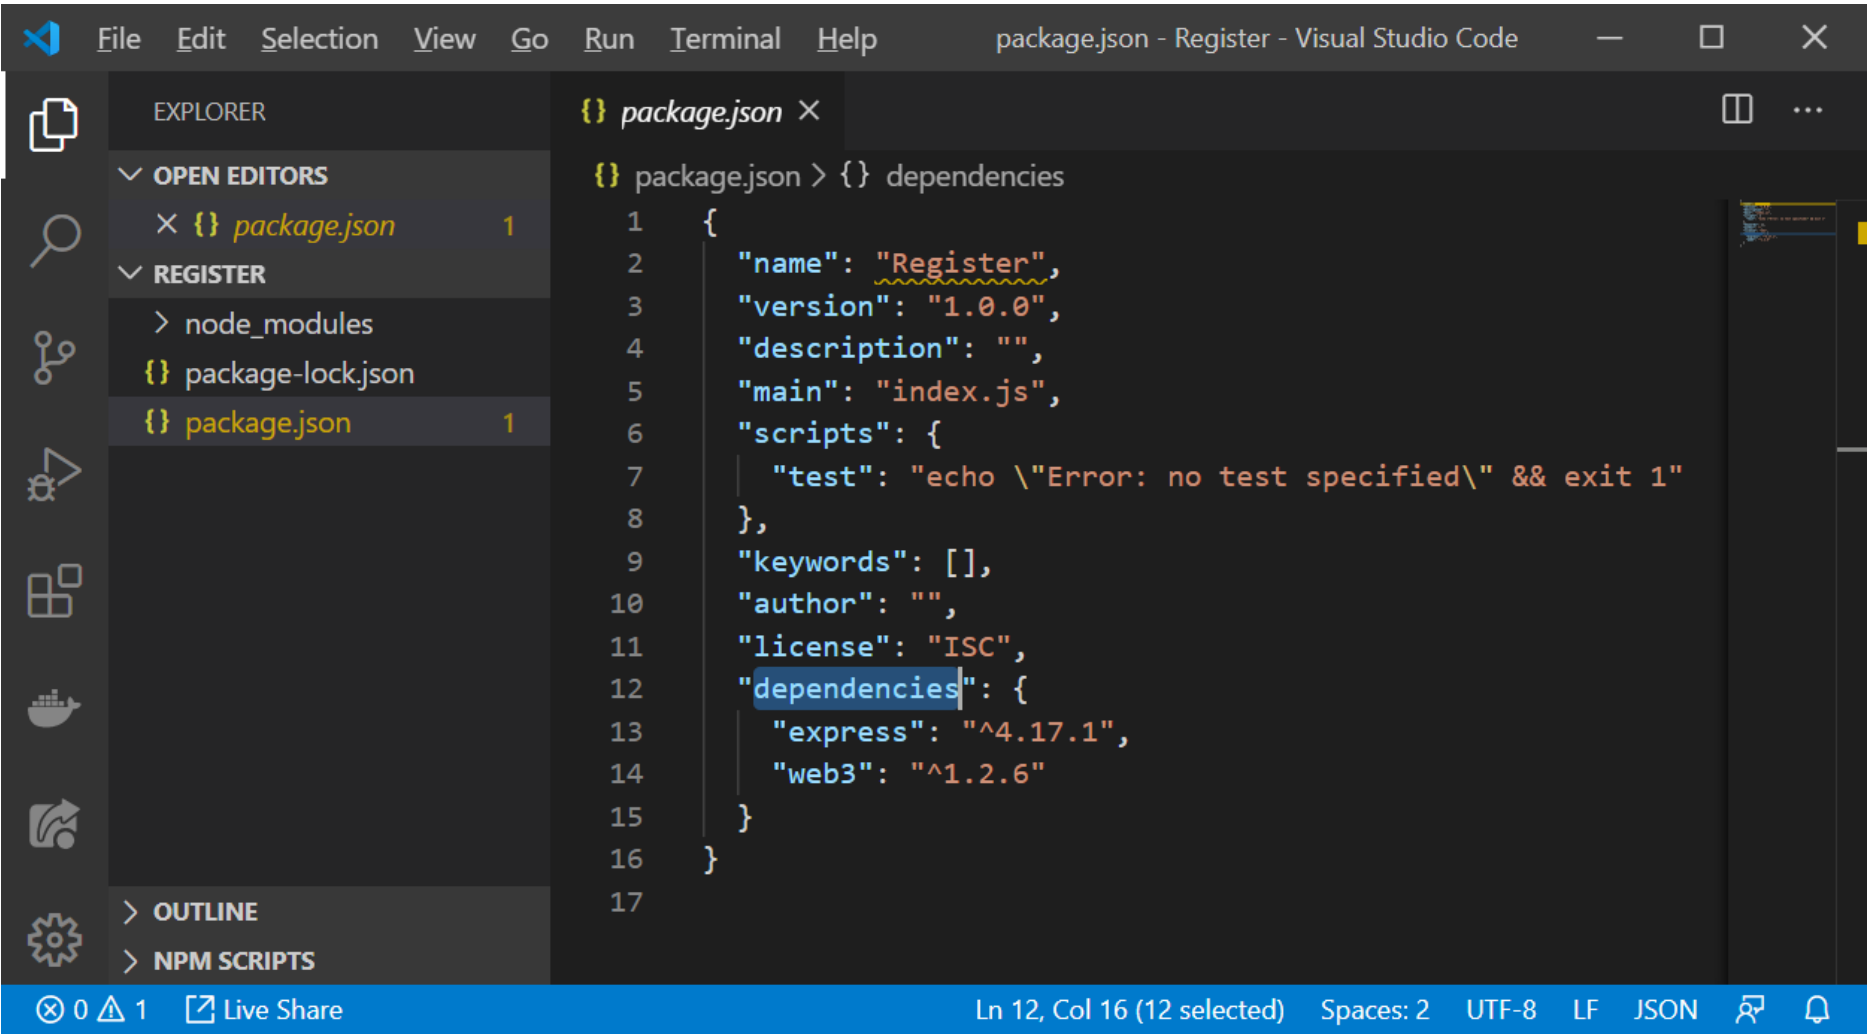 File Edit Selection View Go Run Terminal Help package.json - Register - Visual Studio Code
EXPLORER
OPEN EDITORS
{} package.json 1
REGISTER
node_modules
{} package-lock.json
{} package.json 1
OUTLINE
NPM SCRIPTS
{} package.json
{} package.json > {} dependencies
1 {
2 "name": "Register",
3 "version": "1.0.0",
4 "description": "",
5 "main": "index.js",
6 "scripts": {
7 "test": "echo \"Error: no test specified\" && exit 1"
8 },
9 "keywords": [],
10 "author": "",
11 "license": "ISC",
12 "dependencies": {
13 "express": "^4.17.1",
14 "web3": "^1.2.6"
15 }
16 }
17
0 1 Live Share Ln 12, Col 16 (12 selected) Spaces: 2 UTF-8 LF JSON